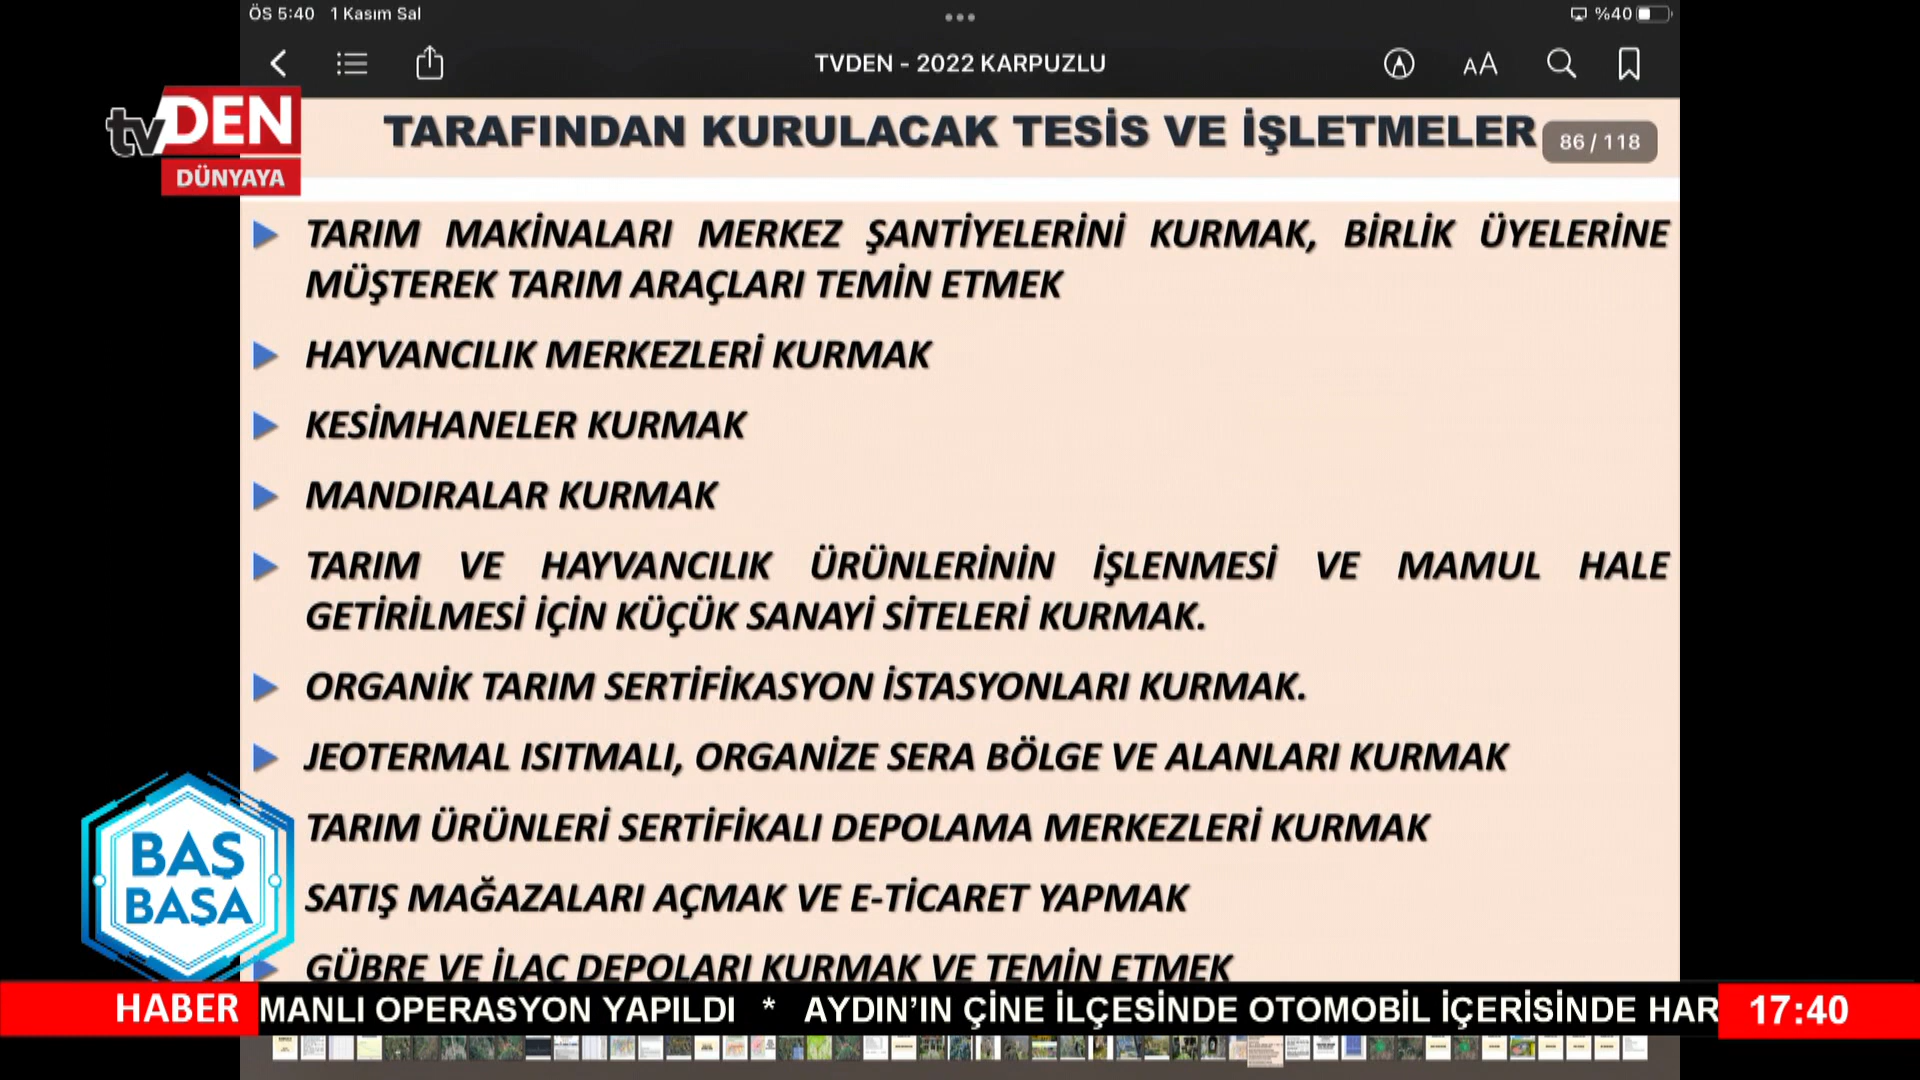 ÖS 5:40 1 Kasım Sal
%40
TVDEN - 2022 KARPUZLU
AA
tvDEN
DÜNYAYA
TARAFINDAN KURULACAK TESİS VE İŞLETMELER
86 / 118
TARIM MAKİNALARI MERKEZ ŞANTİYELERİNİ KURMAK, BİRLİK ÜYELERİNE
MÜŞTEREK TARIM ARAÇLARI TEMİN ETMEK
HAYVANCILIK MERKEZLERİ KURMAK
KESİMHANELER KURMAK
MANDIRALAR KURMAK
TARIM VE HAYVANCILIK ÜRÜNLERİNİN İŞLENMESİ VE MAMUL HALE
GETİRİLMESİ İÇİN KÜÇÜK SANAYİ SİTELERİ KURMAK.
ORGANİK TARIM SERTİFİKASYON İSTASYONLARI KURMAK.
JEOTERMAL ISITMALI, ORGANİZE SERA BÖLGE VE ALANLARI KURMAK
TARIM ÜRÜNLERİ SERTİFİKALI DEPOLAMA MERKEZLERİ KURMAK
SATIŞ MAĞAZALARI AÇMAK VE E-TİCARET YAPMAK
GÜBRE VE İLAÇ DEPOLARI KURMAK VE TEMİN ETMEK
BAŞ
BAŞA
HABER
MANLI OPERASYON YAPILDI * AYDIN'IN ÇİNE İLÇESİNDE OTOMOBİL İÇERİSİNDE HAR
17:40